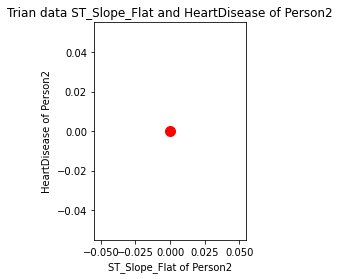 Trian data ST_Slope_Flat and HeartDisease of Person2
0.04
0.02
0.00
−0.02
−0.04
HeartDisease of Person2
−0.050−0.025 0.000 0.025 0.050
ST_Slope_Flat of Person2